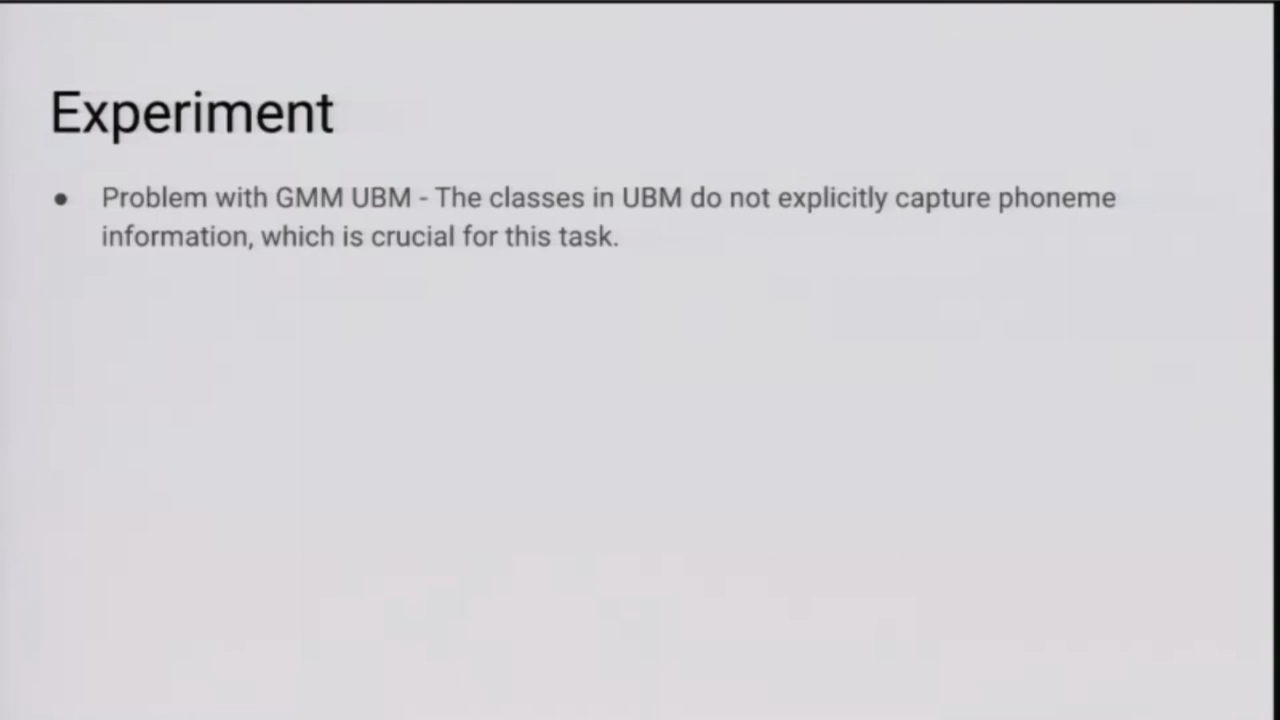 Experiment
● Problem with GMM UBM - The classes in UBM do not explicitly capture phoneme
information, which is crucial for this task.